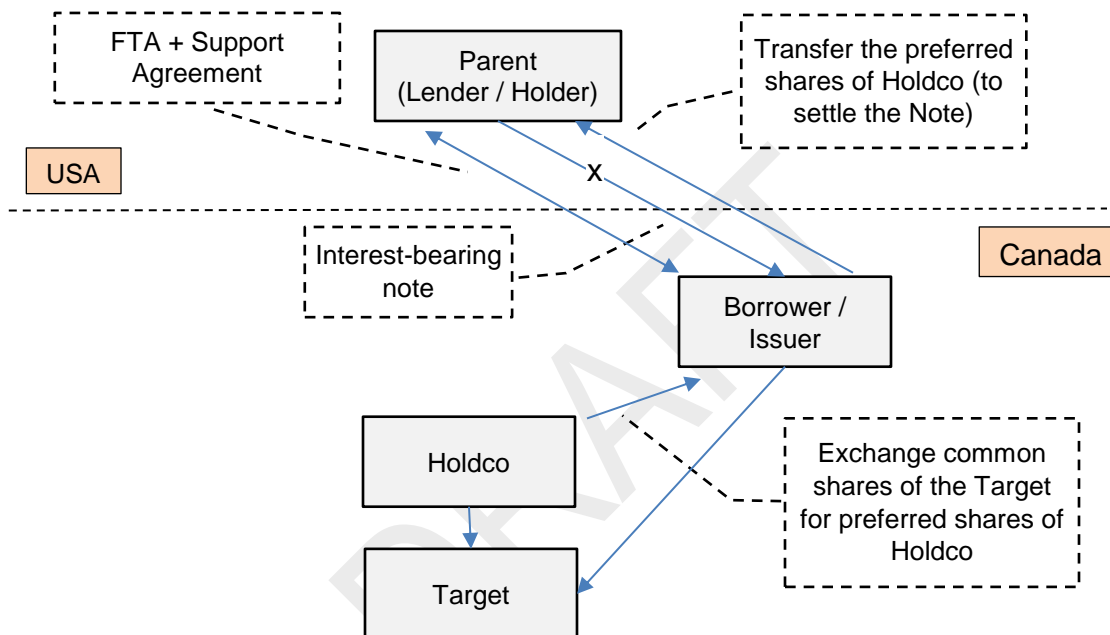 FTA + Support
Agreement
Parent
(Lender / Holder)
Transfer the preferred
shares of Holdco (to
settle the Note)
USA
x
Interest-bearing
note
Canada
Borrower /
Issuer
Holdco
Exchange common
shares of the Target
for preferred shares of
Holdco
Target
DRAFT